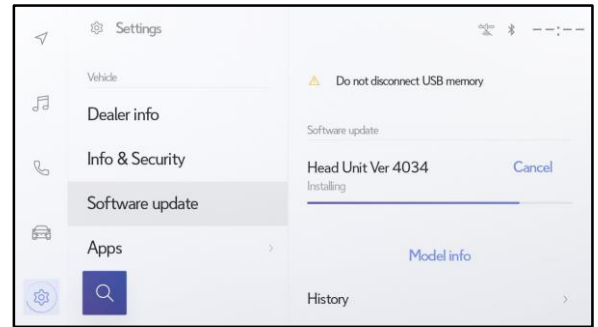 Settings
--:--
Vehicle
Dealer info
Info & Security
Software update
Apps
Do not disconnect USB memory
Software update
Head Unit Ver 4034
Cancel
Installing
Model info
History